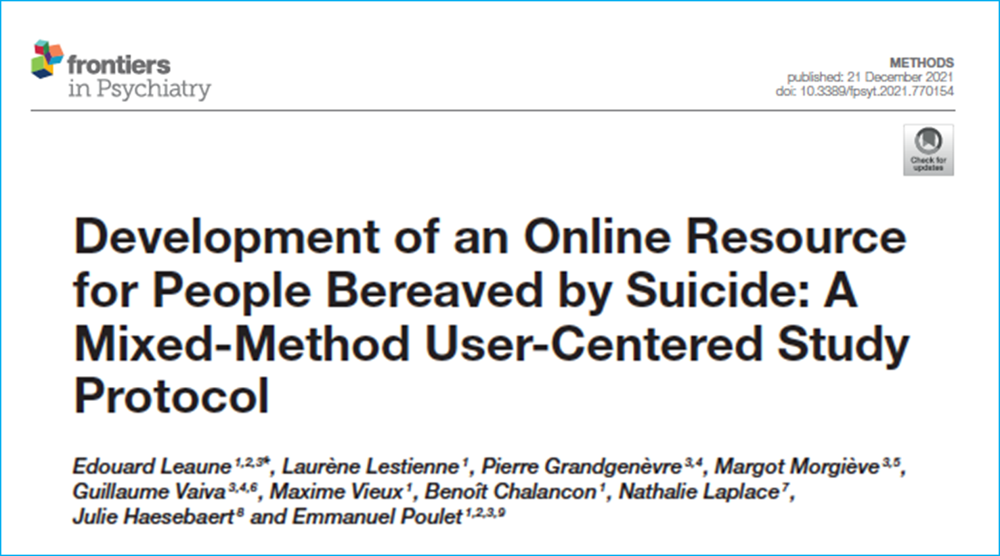 frontiers
in Psychiatry
METHODS
published: 21 December 2021
doi: 10.3389/fpsyt.2021.770154
Check for
updates
Development of an Online Resource
for People Bereaved by Suicide: A
Mixed-Method User-Centered Study
Protocol
Edouard Leaune 1,2,3*, Laurène Lestienne 1, Pierre Grandgenèvre 3,4, Margot Morgiève 3,5,
Guillaume Vaiva 3,4,6, Maxime Vieux 1, Benoît Chalancon 1, Nathalie Laplace 7,
Julie Haesebaert 8 and Emmanuel Poulet 1,2,3,9